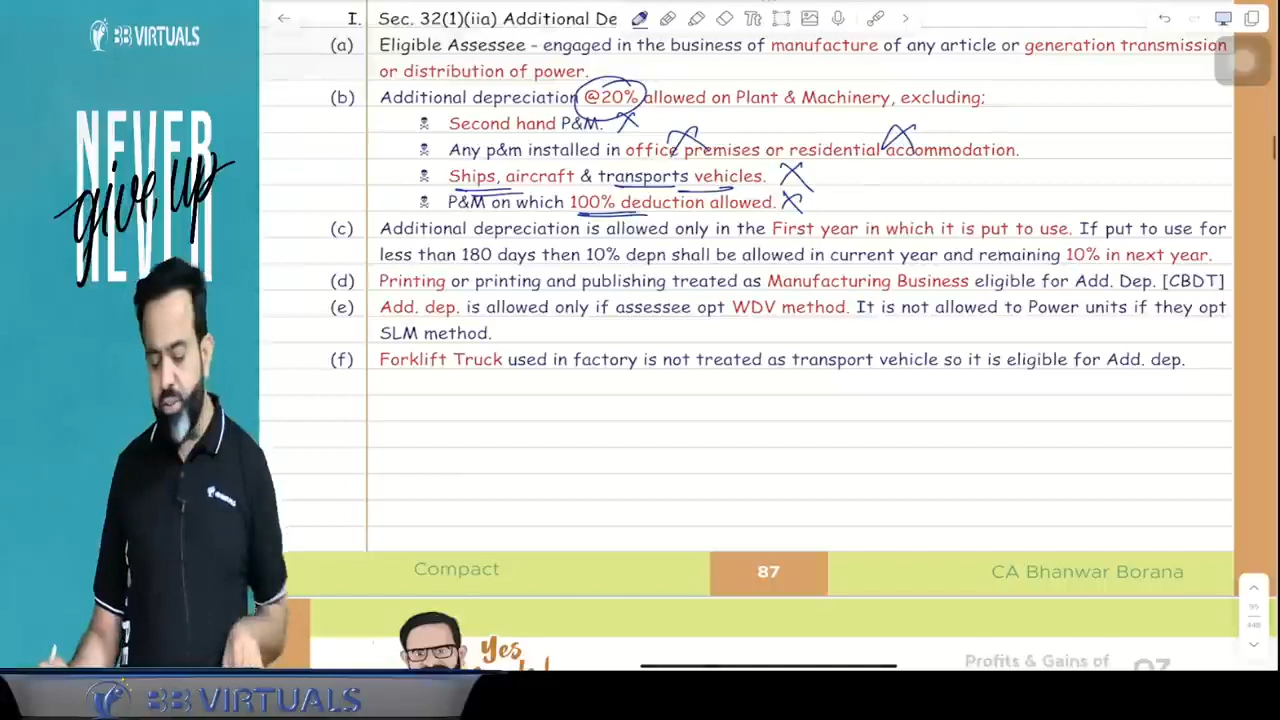 BB VIRTUALS
NEVER
give up
NEVER
I. Sec. 32(1)(iia) Additional De
(a) Eligible Assessee - engaged in the business of manufacture of any article or generation transmission
or distribution of power.
(b) Additional depreciation @20% allowed on Plant & Machinery, excluding;
Second hand P&M.
Any p&m installed in office premises or residential accommodation.
Ships, aircraft & transports vehicles.
P&M on which 100% deduction allowed.
(c) Additional depreciation is allowed only in the First year in which it is put to use. If put to use for
less than 180 days then 10% depn shall be allowed in current year and remaining 10% in next year.
(d) Printing or printing and publishing treated as Manufacturing Business eligible for Add. Dep. [CBDT]
(e) Add. dep. is allowed only if assessee opt WDV method. It is not allowed to Power units if they opt
SLM method.
(f) Forklift Truck used in factory is not treated as transport vehicle so it is eligible for Add. dep.
Compact 87 CA Bhanwar Borana
Yes
Profits & Gains of
BB VIRTUALS